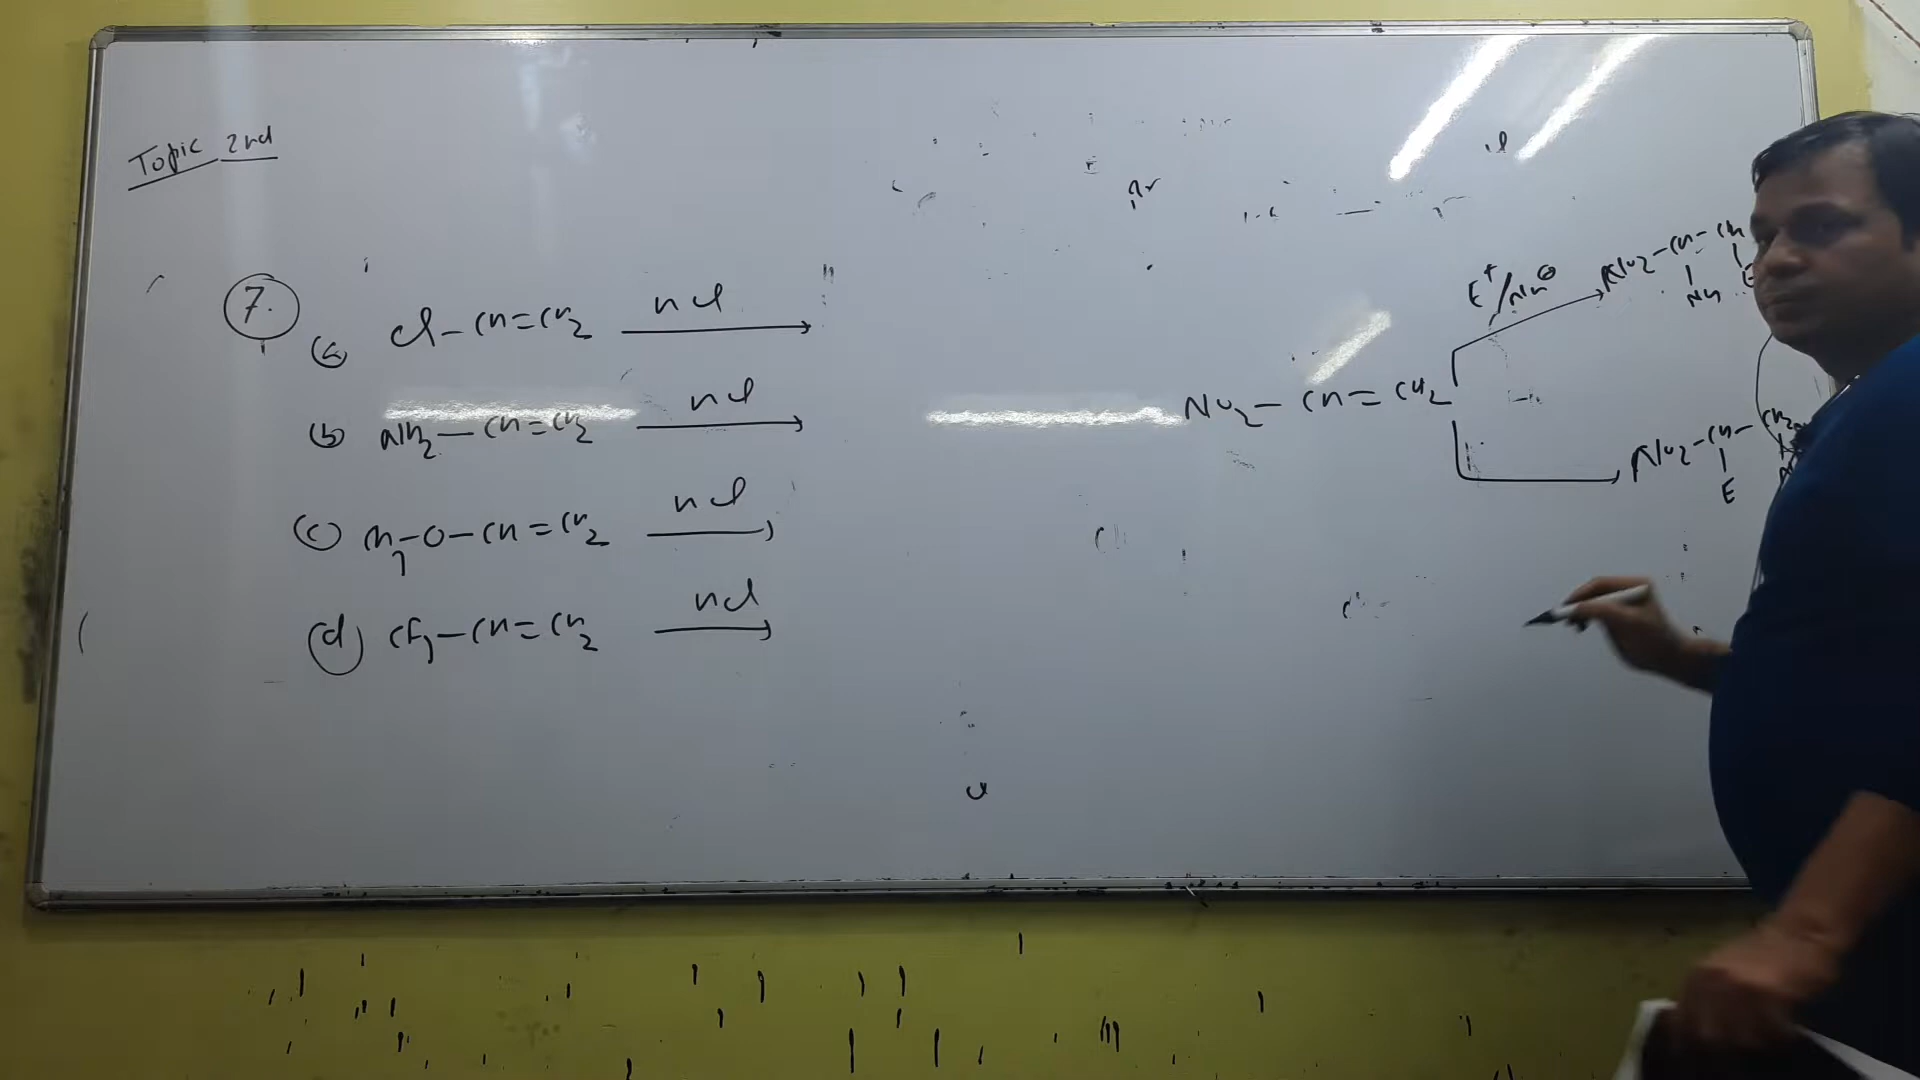 Topic 2nd
7.
(a) Cl-CH=CH2 HCl
(b) NH2-CH=CH2 HCl
(c) CH3-O-CH=CH2 HCl
(d) CF3-CH=CH2 HCl
NO2-CH=CH2
E+/Nu⊖
NO2-CH-CH
Nu E
NO2-CH-CH2
E